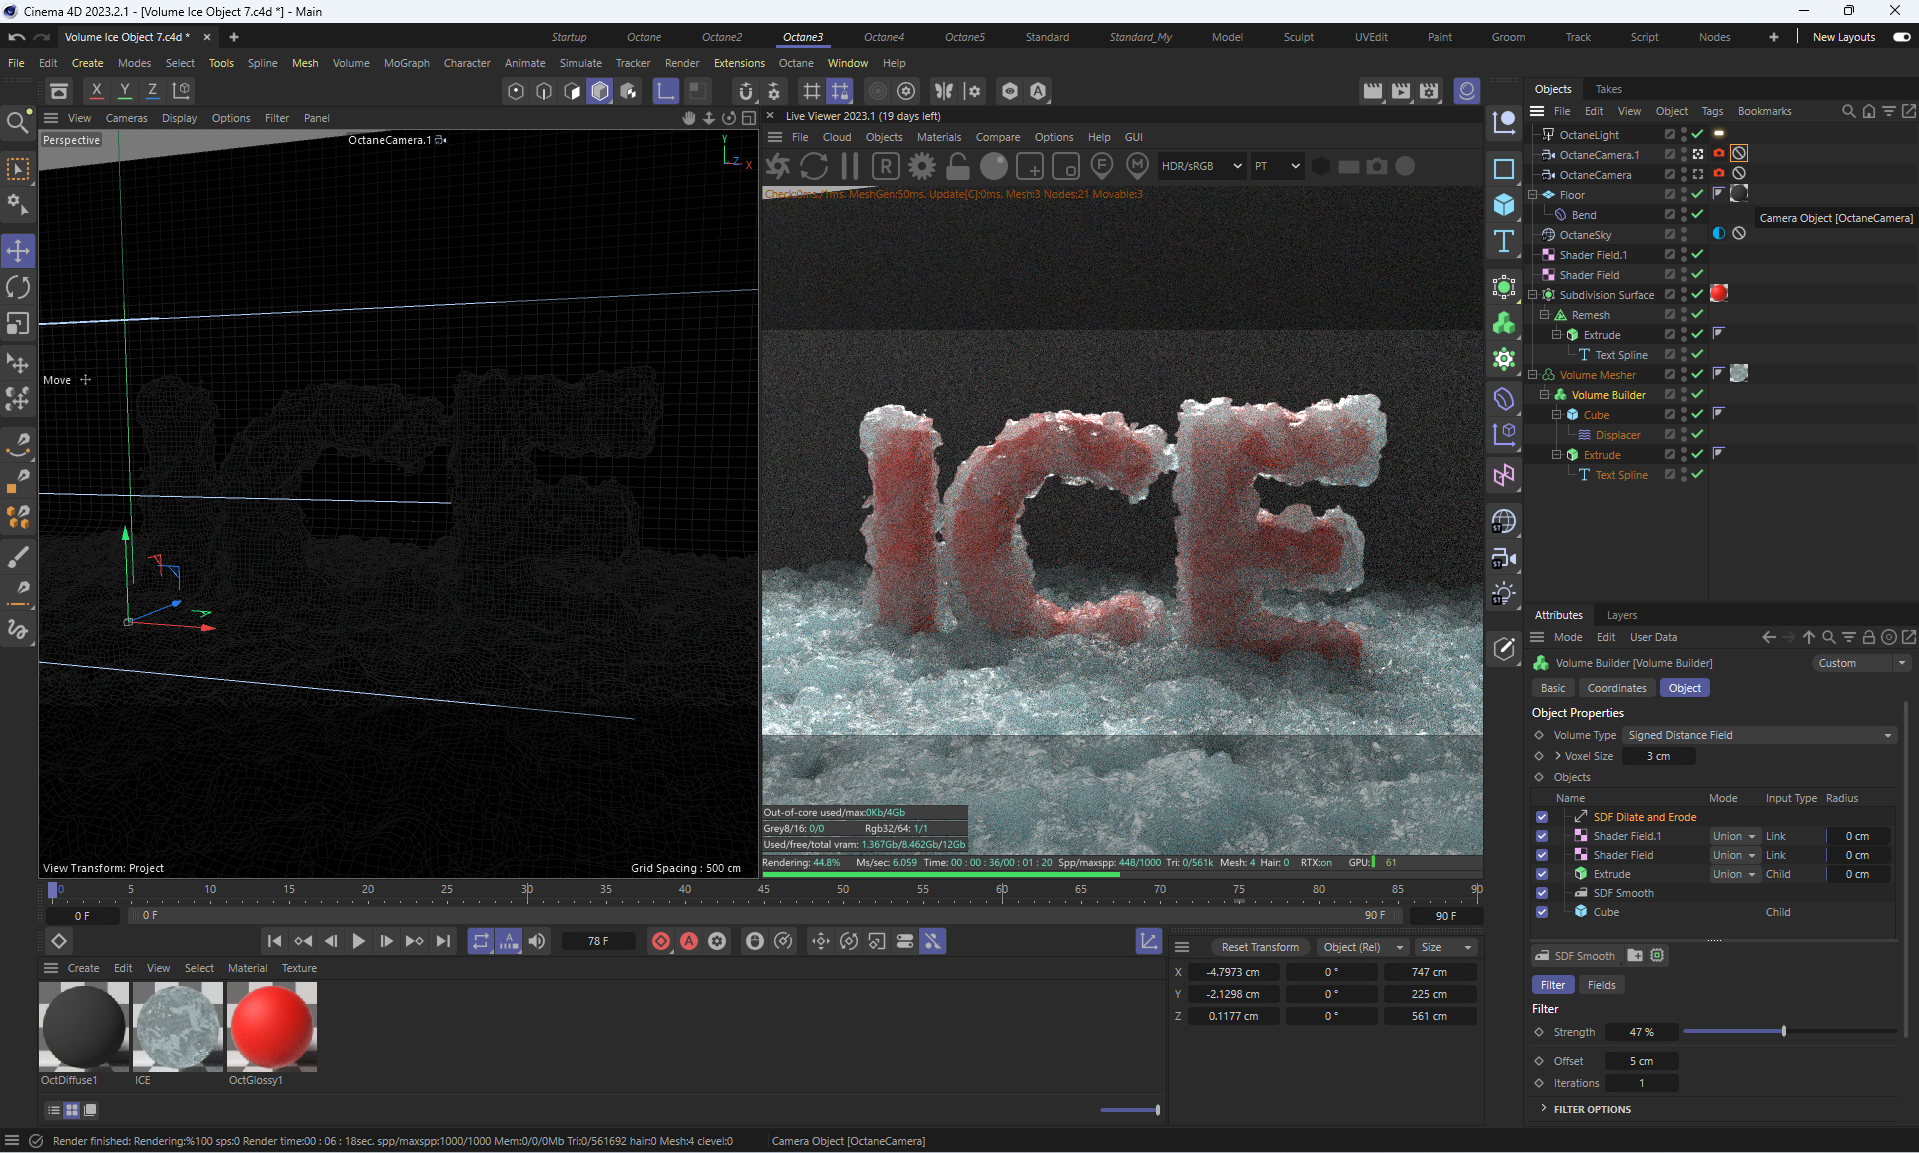 Cinema 4D 2023.2.1 - [Volume Ice Object 7.c4d *] - Main
Volume Ice Object 7.c4d *
Startup Octane Octane2 Octane3 Octane4 Octane5 Standard Standard_My Model Sculpt UVEdit Paint Groom Track Script Nodes New Layouts
File Edit Create Modes Select Tools Spline Mesh Volume MoGraph Character Animate Simulate Tracker Render Extensions Octane Window Help
X Y Z
View Cameras Display Options Filter Panel
Perspective
OctaneCamera.1
Y
Z X
Move
View Transform: Project
Grid Spacing : 500 cm
Live Viewer 2023.1 (19 days left)
File Cloud Objects Materials Compare Options Help GUI
HDR/sRGB PT
Check:0ms./1ms. MeshGen:50ms. Update[C]:0ms. Mesh:3 Nodes:21 Movable:3
ICE
Out-of-core used/max:0Kb/4Gb
Grey8/16: 0/0 Rgb32/64: 1/1
Used/free/total vram: 1.367Gb/8.462Gb/12Gb
Rendering: 44.8% Ms/sec: 6.059 Time: 00 : 00 : 36/00 : 01 : 20 Spp/maxspp: 448/1000 Tri: 0/561k Mesh: 4 Hair: 0 RTX:on GPU: 61
Objects Takes
File Edit View Object Tags Bookmarks
OctaneLight
OctaneCamera.1
OctaneCamera
Floor
Bend
Camera Object [OctaneCamera]
OctaneSky
Shader Field.1
Shader Field
Subdivision Surface
Remesh
Extrude
Text Spline
Volume Mesher
Volume Builder
Cube
Displacer
Extrude
Text Spline
Attributes Layers
Mode Edit User Data
Volume Builder [Volume Builder] Custom
Basic Coordinates Object
Object Properties
Volume Type Signed Distance Field
Voxel Size 3 cm
Objects
Name Mode Input Type Radius
SDF Dilate and Erode
Shader Field.1 Union Link 0 cm
Shader Field Union Link 0 cm
Extrude Union Child 0 cm
SDF Smooth
Cube Child
SDF Smooth
Filter Fields
Filter
Strength 47 %
Offset 5 cm
Iterations 1
FILTER OPTIONS
0 5 10 15 20 25 30 35 40 45 50 55 60 65 70 75 80 85 90
0 F 0 F 90 F 90 F
78 F
Create Edit View Select Material Texture
OctDiffuse1 ICE OctGlossy1
Reset Transform Object (Rel) Size
X -4.7973 cm 0 ° 747 cm
Y -2.1298 cm 0 ° 225 cm
Z 0.1177 cm 0 ° 561 cm
Render finished: Rendering:%100 sps:0 Render time:00 : 06 : 18sec. spp/maxspp:1000/1000 Mem:0/0/0Mb Tri:0/561692 hair:0 Mesh:4 clevel:0 Camera Object [OctaneCamera]